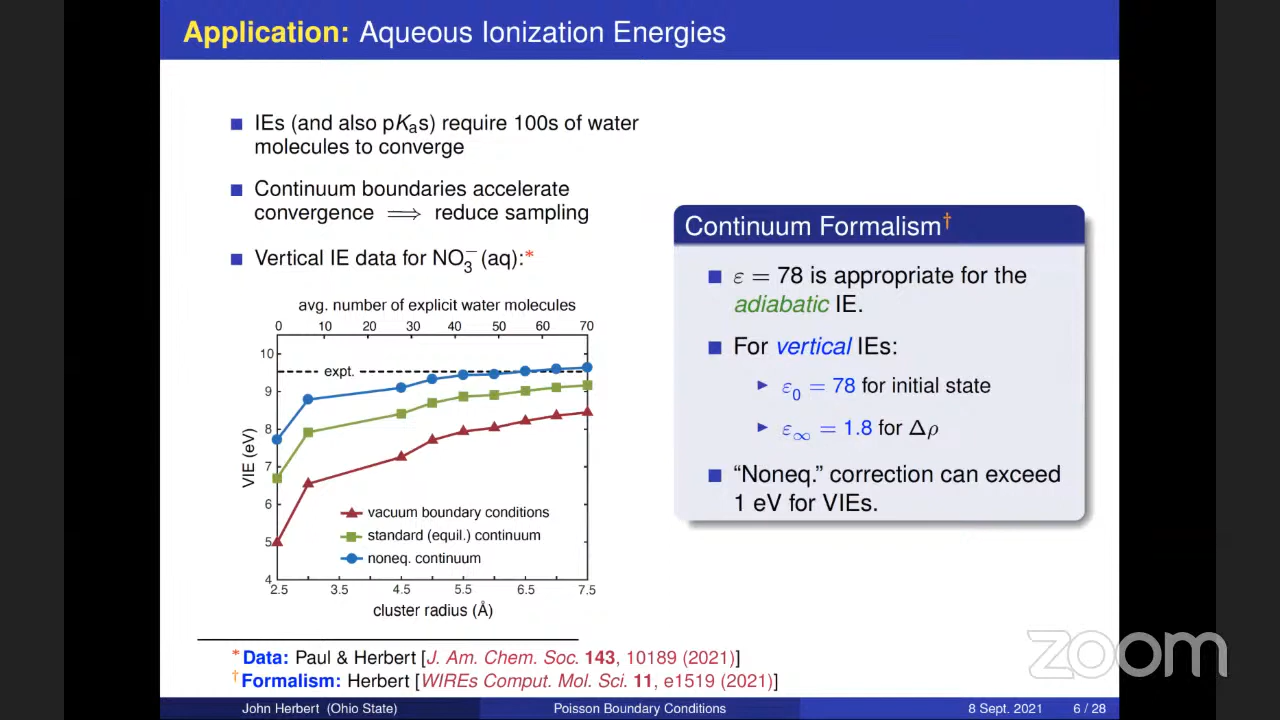 Application: Aqueous Ionization Energies
IEs (and also pKₐs) require 100s of water
molecules to converge
Continuum boundaries accelerate
convergence ⟹ reduce sampling
Vertical IE data for NO₃⁻(aq):*
avg. number of explicit water molecules
0 10 20 30 40 50 60 70
10
expt.
9
8
7
6
5
4
VIE (eV)
vacuum boundary conditions
standard (equil.) continuum
noneq. continuum
2.5 3.5 4.5 5.5 6.5 7.5
cluster radius (Å)
Continuum Formalism†
ε = 78 is appropriate for the
adiabatic IE.
For vertical IEs:
ε₀ = 78 for initial state
ε∞ = 1.8 for Δρ
“Noneq.” correction can exceed
1 eV for VIEs.
*Data: Paul & Herbert [J. Am. Chem. Soc. 143, 10189 (2021)]
†Formalism: Herbert [WIREs Comput. Mol. Sci. 11, e1519 (2021)]
John Herbert (Ohio State) Poisson Boundary Conditions 8 Sept. 2021 6 / 28
zoom